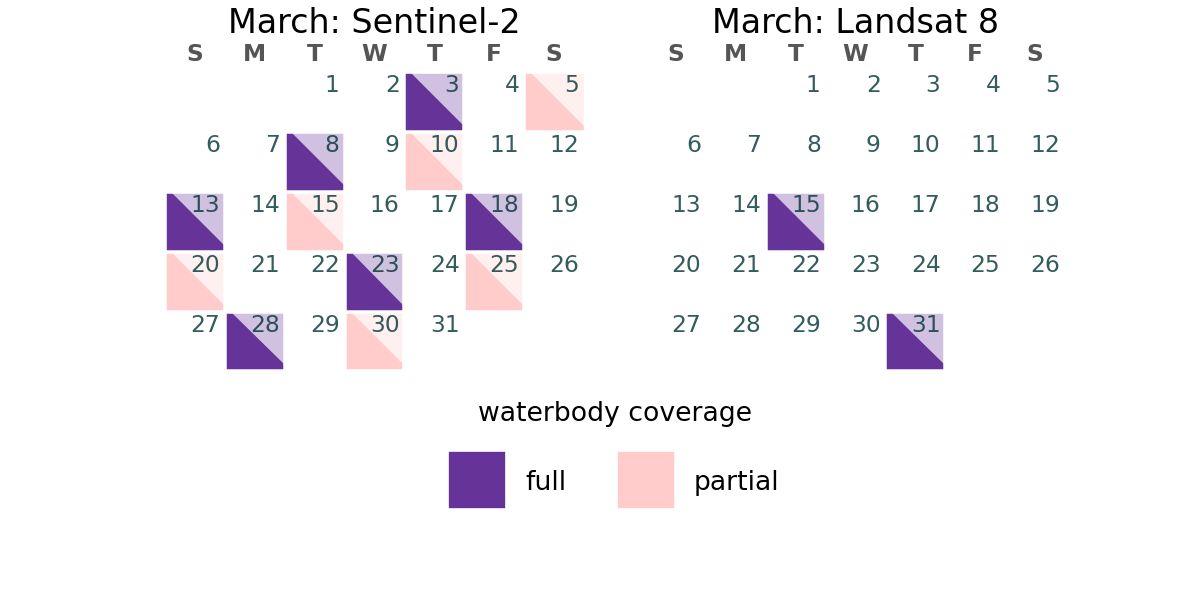 March: Sentinel-2
S M T W T F S
1 2 3 4 5
6 7 8 9 10 11 12
13 14 15 16 17 18 19
20 21 22 23 24 25 26
27 28 29 30 31
March: Landsat 8
S M T W T F S
1 2 3 4 5
6 7 8 9 10 11 12
13 14 15 16 17 18 19
20 21 22 23 24 25 26
27 28 29 30 31
waterbody coverage
full partial